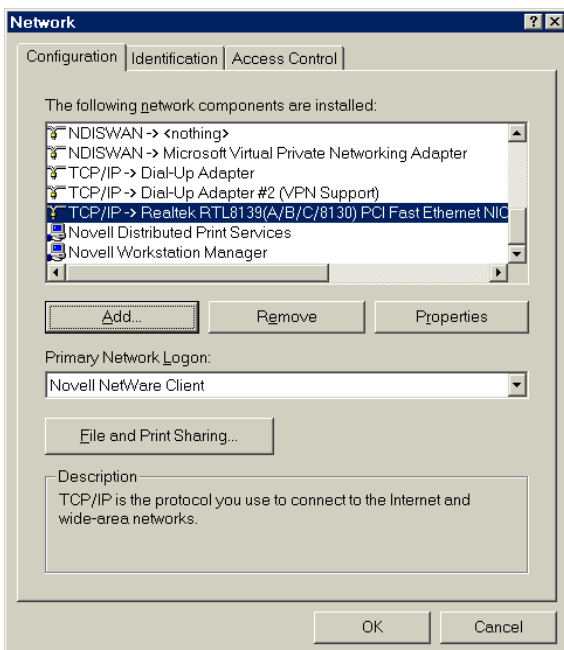 Network
Configuration Identification Access Control
The following network components are installed:
NDISWAN -> <nothing>
NDISWAN -> Microsoft Virtual Private Networking Adapter
TCP/IP -> Dial-Up Adapter
TCP/IP -> Dial-Up Adapter #2 (VPN Support)
TCP/IP -> Realtek RTL8139(A/B/C/8130) PCI Fast Ethernet NIC
Novell Distributed Print Services
Novell Workstation Manager
Add... Remove Properties
Primary Network Logon:
Novell NetWare Client
File and Print Sharing...
Description
TCP/IP is the protocol you use to connect to the Internet and
wide-area networks.
OK Cancel